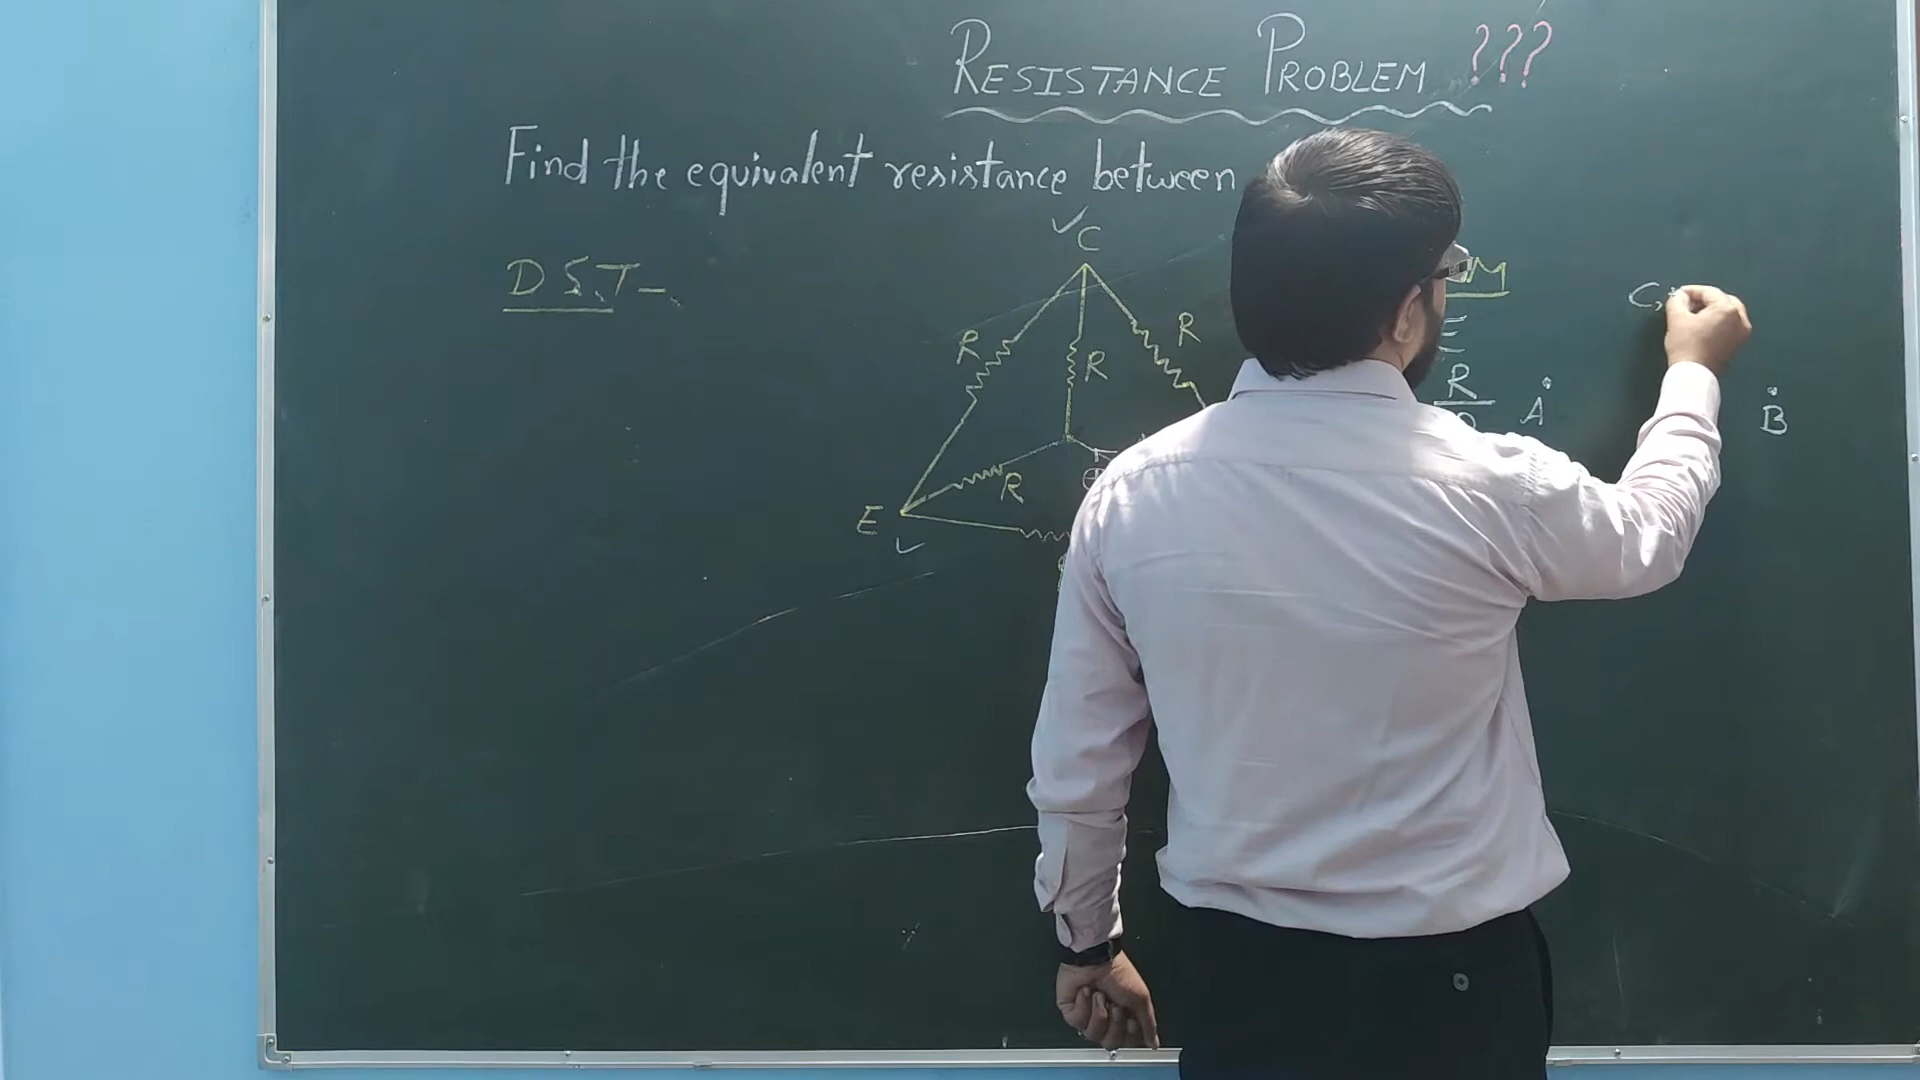 RESISTANCE PROBLEM ???
Find the equivalent resistance between
D.S.T-
C
R
R
R
R
E
M
E
R
A
B
C,